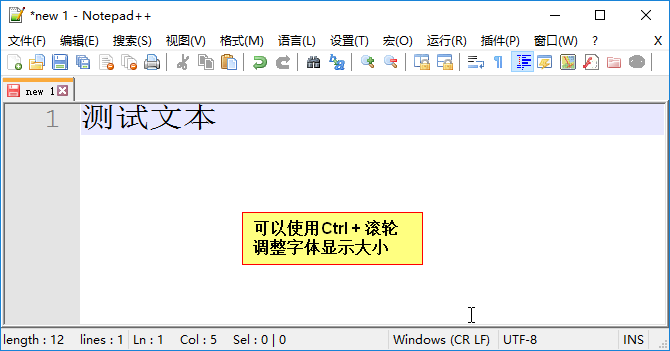 *new 1 - Notepad++
文件(F) 编辑(E) 搜索(S) 视图(V) 格式(M) 语言(L) 设置(T) 宏(O) 运行(R) 插件(P) 窗口(W) ? X
new 1
1 测试文本
可以使用Ctrl + 滚轮
调整字体显示大小
length : 12 lines : 1 Ln : 1 Col : 5 Sel : 0 | 0 Windows (CR LF) UTF-8 INS